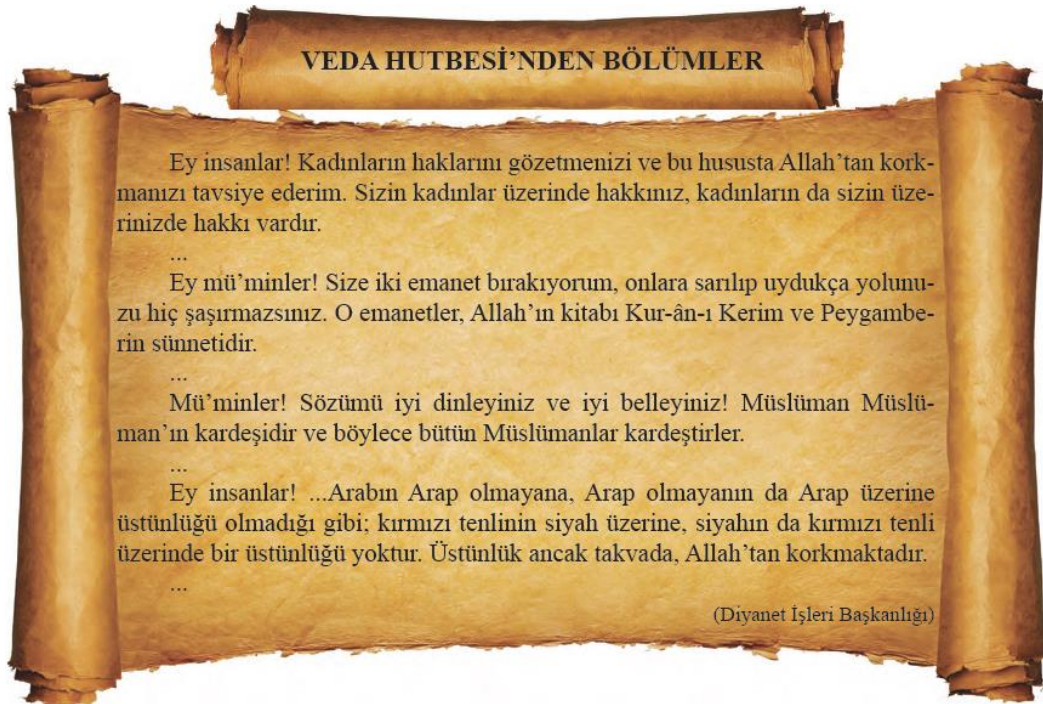 VEDA HUTBESİ’NDEN BÖLÜMLER
Ey insanlar! Kadınların haklarını gözetmenizi ve bu hususta Allah’tan kork-
manızı tavsiye ederim. Sizin kadınlar üzerinde hakkınız, kadınların da sizin üze-
rinizde hakkı vardır.
...
Ey mü’minler! Size iki emanet bırakıyorum, onlara sarılıp uydukça yolunu-
zu hiç şaşırmazsınız. O emanetler, Allah’ın kitabı Kur-ân-ı Kerim ve Peygambe-
rin sünnetidir.
...
Mü’minler! Sözümü iyi dinleyiniz ve iyi belleyiniz! Müslüman Müslü-
man’ın kardeşidir ve böylece bütün Müslümanlar kardeştirler.
...
Ey insanlar! ...Arabın Arap olmayana, Arap olmayanın da Arap üzerine
üstünlüğü olmadığı gibi; kırmızı tenlinin siyah üzerine, siyahın da kırmızı tenli
üzerinde bir üstünlüğü yoktur. Üstünlük ancak takvada, Allah’tan korkmaktadır.
...
(Diyanet İşleri Başkanlığı)